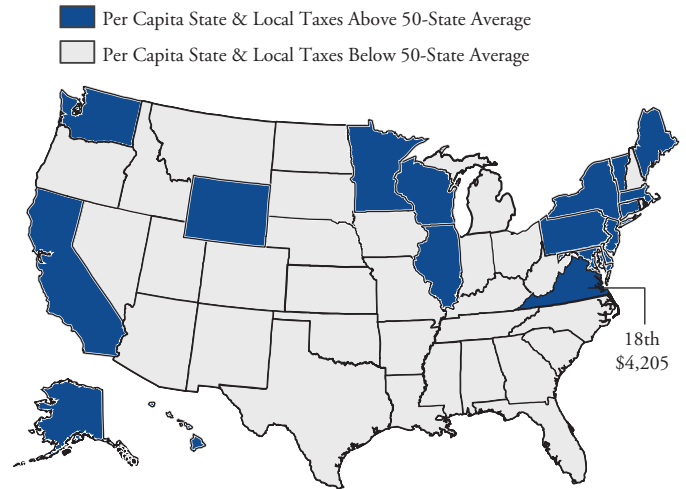 Per Capita State & Local Taxes Above 50-State Average
Per Capita State & Local Taxes Below 50-State Average
18th
$4,205